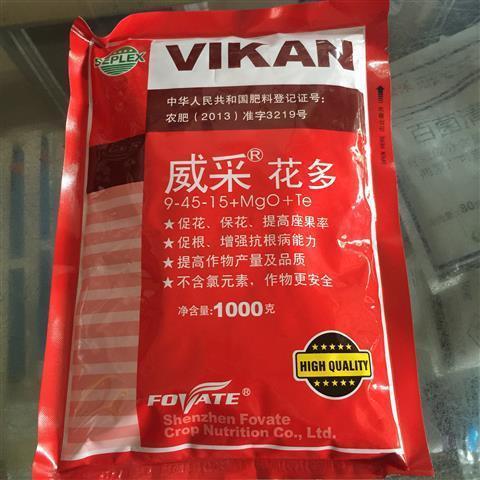 SEPLEX
VIKAN
中华人民共和国肥料登记证号:
农肥(2013)准字3219号
威采® 花多
9-45-15+MgO+Te
★促花、保花、提高座果率
★促根、增强抗根病能力
★提高作物产量及品质
★不含氯元素，作物更安全
净含量:1000克
HIGH QUALITY
FOVATE®
Shenzhen Fovate
Crop Nutrition Co., Ltd.